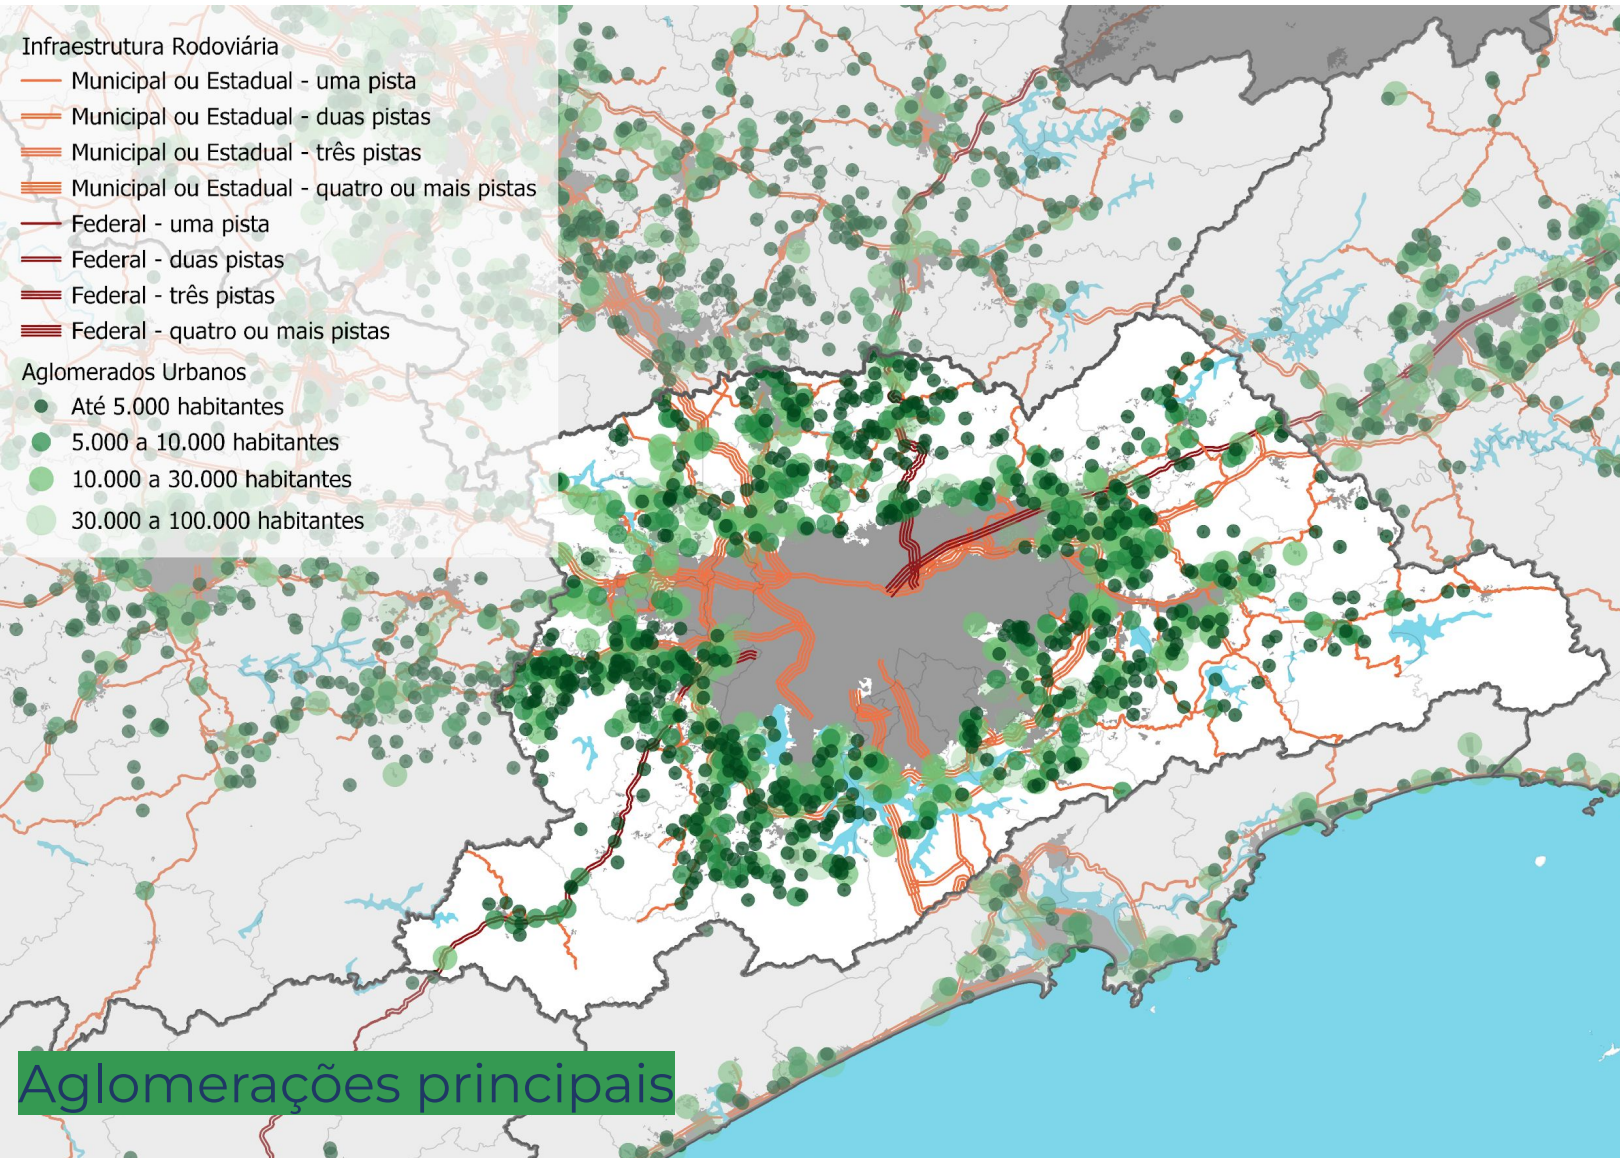 Infraestrutura Rodoviária
Municipal ou Estadual - uma pista
Municipal ou Estadual - duas pistas
Municipal ou Estadual - três pistas
Municipal ou Estadual - quatro ou mais pistas
Federal - uma pista
Federal - duas pistas
Federal - três pistas
Federal - quatro ou mais pistas
Aglomerados Urbanos
Até 5.000 habitantes
5.000 a 10.000 habitantes
10.000 a 30.000 habitantes
30.000 a 100.000 habitantes
Aglomerações principais